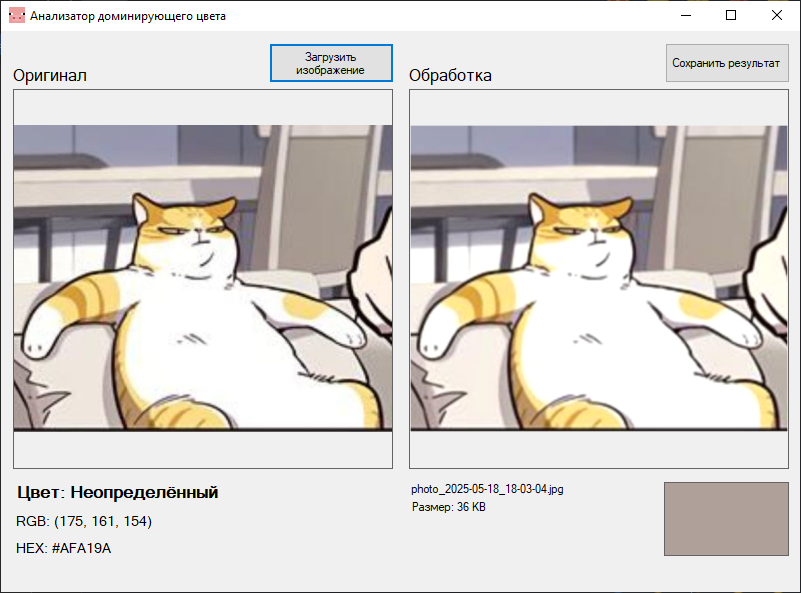 Анализатор доминирующего цвета
Загрузить
изображение
Сохранить результат
Оригинал
Обработка
Цвет: Неопределённый
RGB: (175, 161, 154)
HEX: #AFA19A
photo_2025-05-18_18-03-04.jpg
Размер: 36 KB